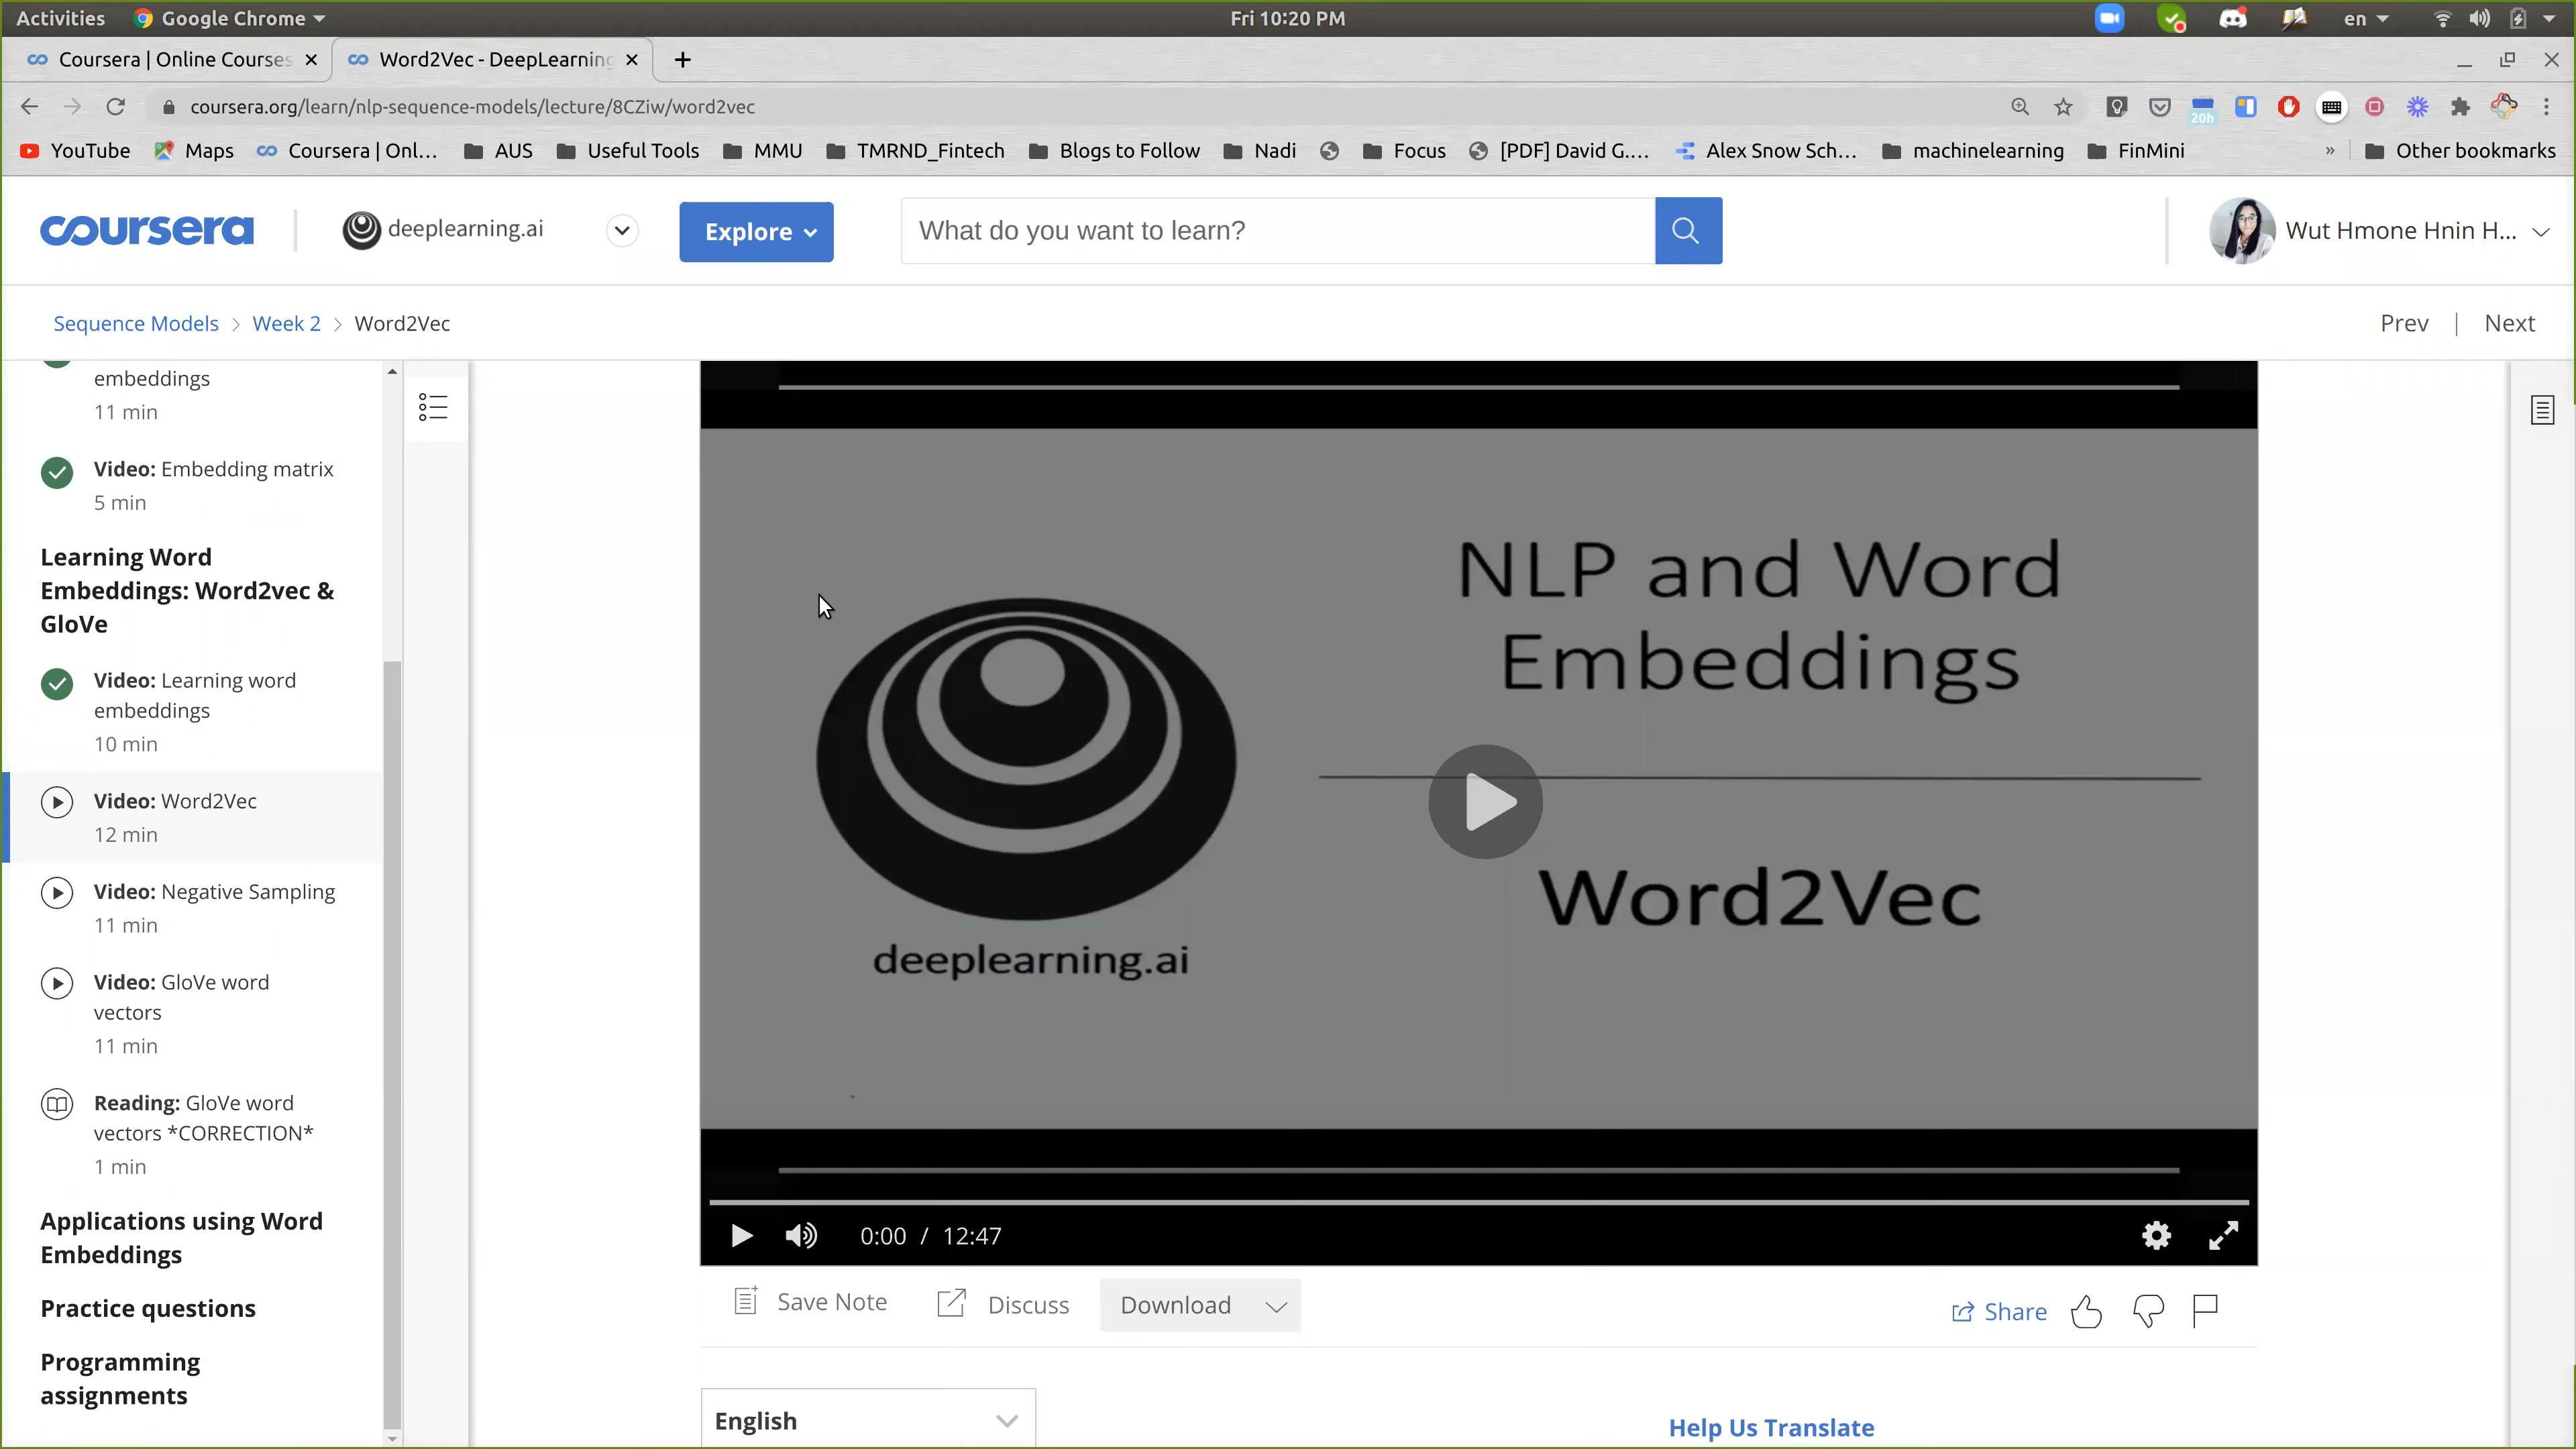 Activities Google Chrome Fri 10:20 PM en
Coursera | Online Courses Word2Vec - DeepLearning
coursera.org/learn/nlp-sequence-models/lecture/8CZiw/word2vec 20h
YouTube Maps Coursera | Onl... AUS Useful Tools MMU TMRND_Fintech Blogs to Follow Nadi Focus [PDF] David G.... Alex Snow Sch... machinelearning FinMini » Other bookmarks
coursera deeplearning.ai Explore What do you want to learn? Wut Hmone Hnin H...
Sequence Models > Week 2 > Word2Vec Prev | Next
embeddings
11 min
Video: Embedding matrix
5 min
Learning Word
Embeddings: Word2vec &
GloVe
Video: Learning word
embeddings
10 min
Video: Word2Vec
12 min
Video: Negative Sampling
11 min
Video: GloVe word
vectors
11 min
Reading: GloVe word
vectors *CORRECTION*
1 min
Applications using Word
Embeddings
Practice questions
Programming
assignments
NLP and Word
Embeddings
Word2Vec
deeplearning.ai
0:00 / 12:47
Save Note Discuss Download Share
English Help Us Translate